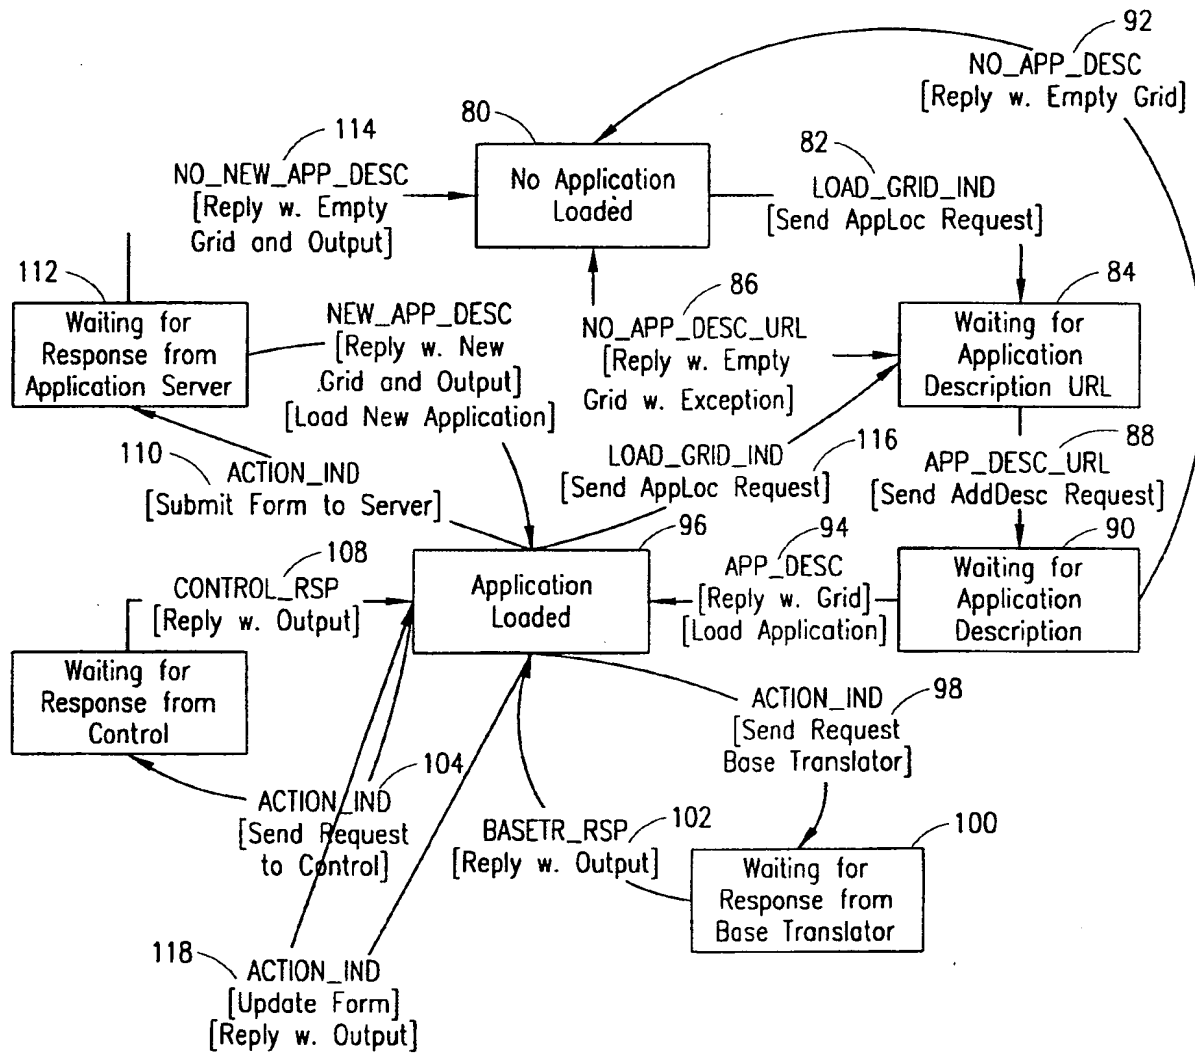 92
NO_APP_DESC
[Reply w. Empty Grid]
80
No Application
Loaded
114
NO_NEW_APP_DESC
[Reply w. Empty
Grid and Output]
82
LOAD_GRID_IND
[Send AppLoc Request]
112
Waiting for
Response from
Application Server
NEW_APP_DESC
[Reply w. New
Grid and Output]
[Load New Application]
86
NO_APP_DESC_URL
[Reply w. Empty
Grid w. Exception]
84
Waiting for
Application
Description URL
110
ACTION_IND
[Submit Form to Server]
LOAD_GRID_IND
[Send AppLoc Request]
116
88
APP_DESC_URL
[Send AddDesc Request]
108
CONTROL_RSP
[Reply w. Output]
96
Application
Loaded
94
APP_DESC
[Reply w. Grid]
[Load Application]
90
Waiting for
Application
Description
Waiting for
Response from
Control
ACTION_IND
[Send Request
Base Translator]
98
104
ACTION_IND
[Send Request
to Control]
BASETR_RSP
[Reply w. Output]
102
100
Waiting for
Response from
Base Translator
118
ACTION_IND
[Update Form]
[Reply w. Output]